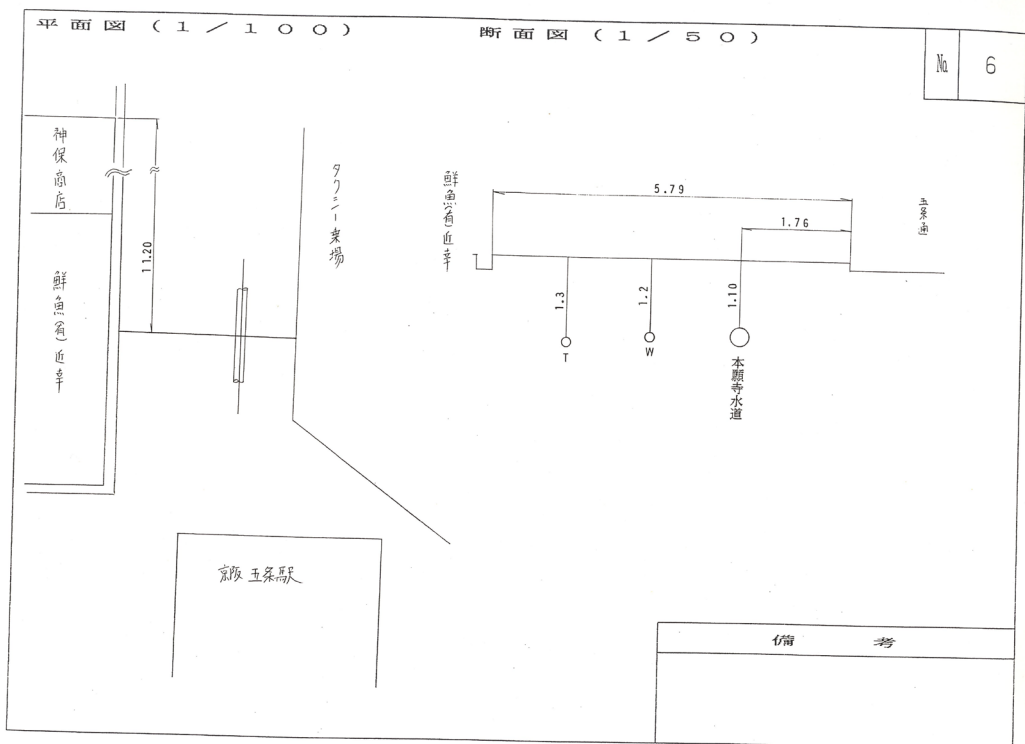 平面図（1／100）
断面図（1／50）
№ 6
神保商店
11.20
鮮魚(有)近幸
タクシー乗場
京阪五条駅
鮮魚(有)近幸
5.79
1.76
五条通
1.3
T
1.2
W
1.10
本願寺水道
備考